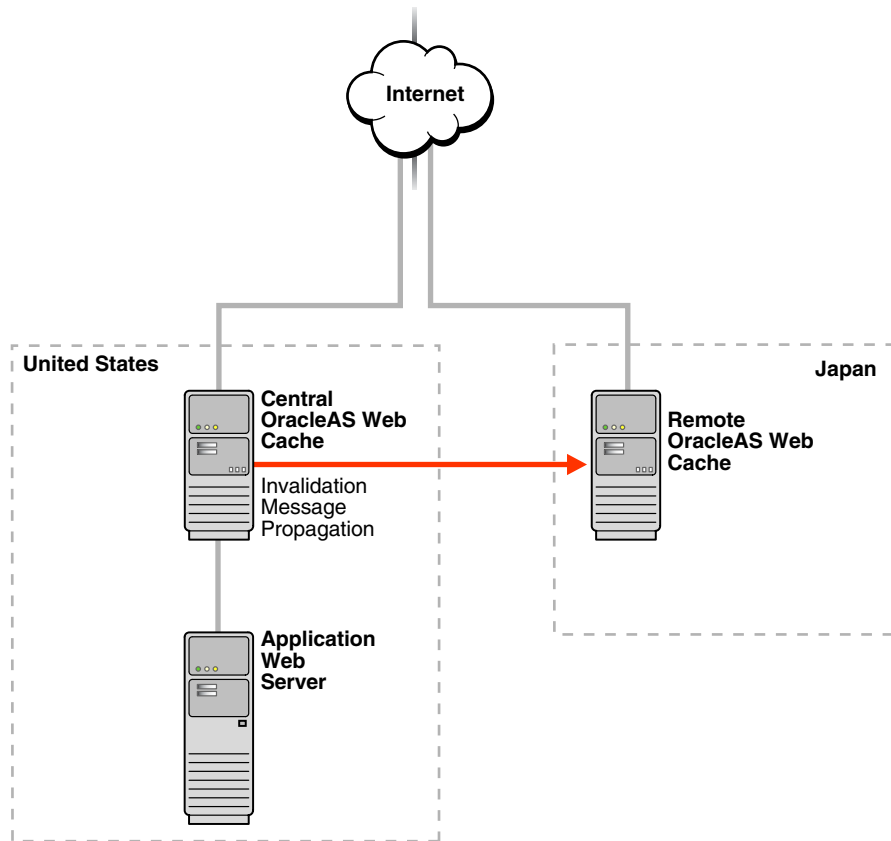 Internet
United States
Japan
Central
OracleAS Web
Cache
Remote
OracleAS Web
Cache
Invalidation
Message
Propagation
Application
Web
Server